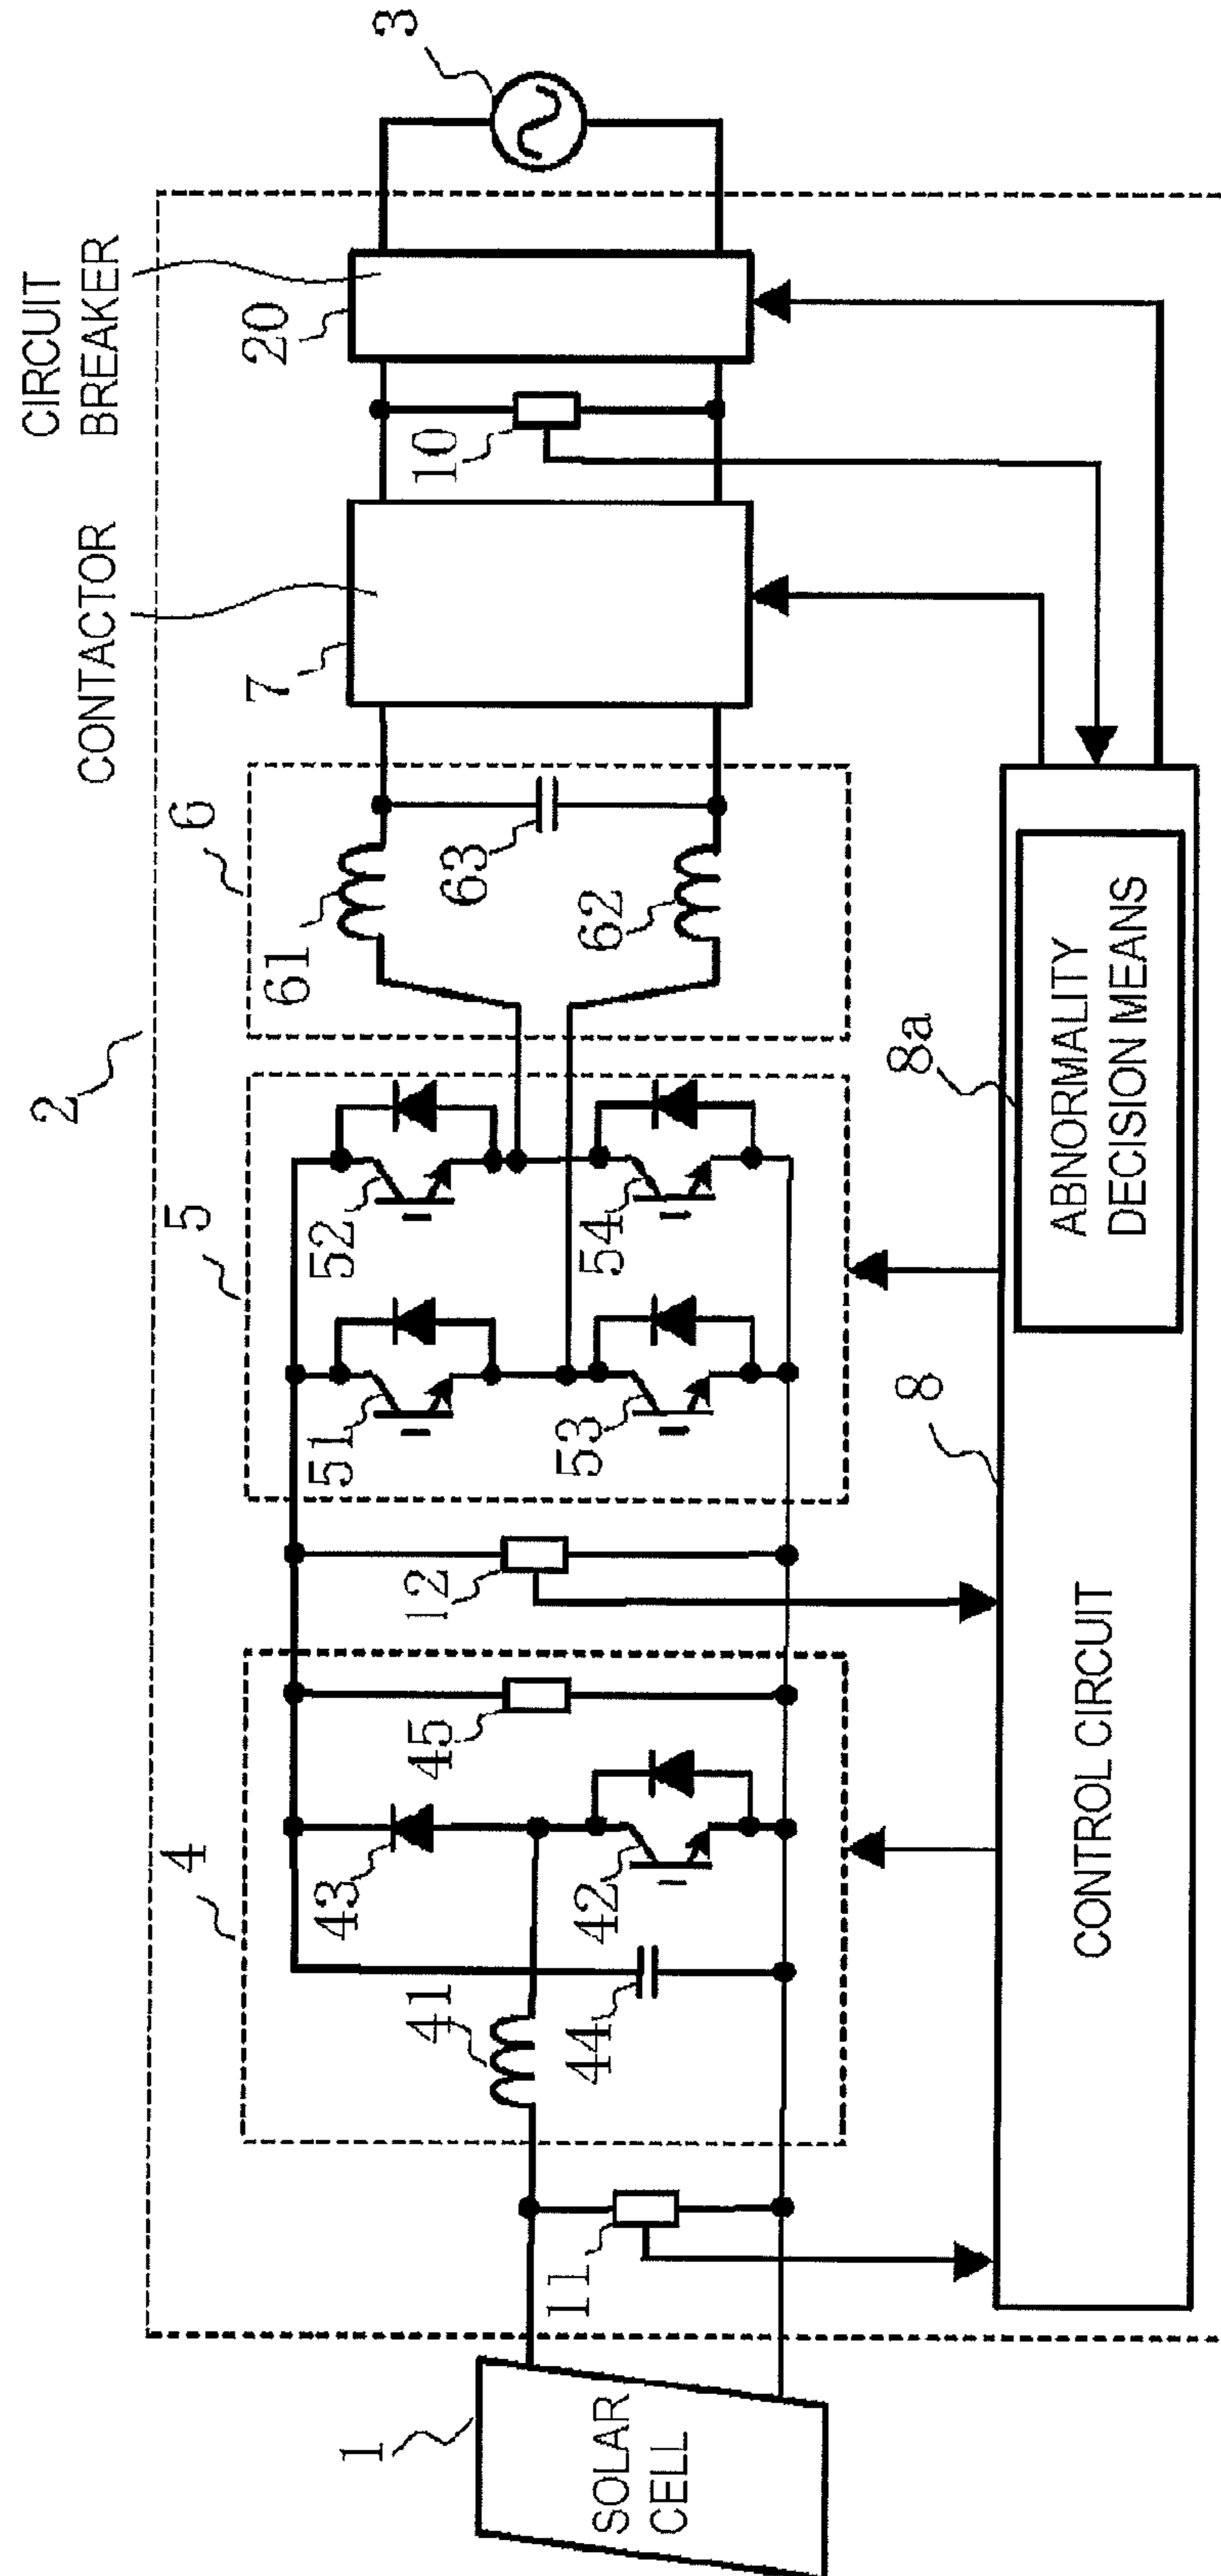 2
CIRCUIT
BREAKER
CONTACTOR
3
4
5
6
7
20
1
SOLAR
CELL
11
41
43
44
42
45
12
51
52
53
54
61
62
63
10
8
CONTROL CIRCUIT
8a
ABNORMALITY
DECISION MEANS